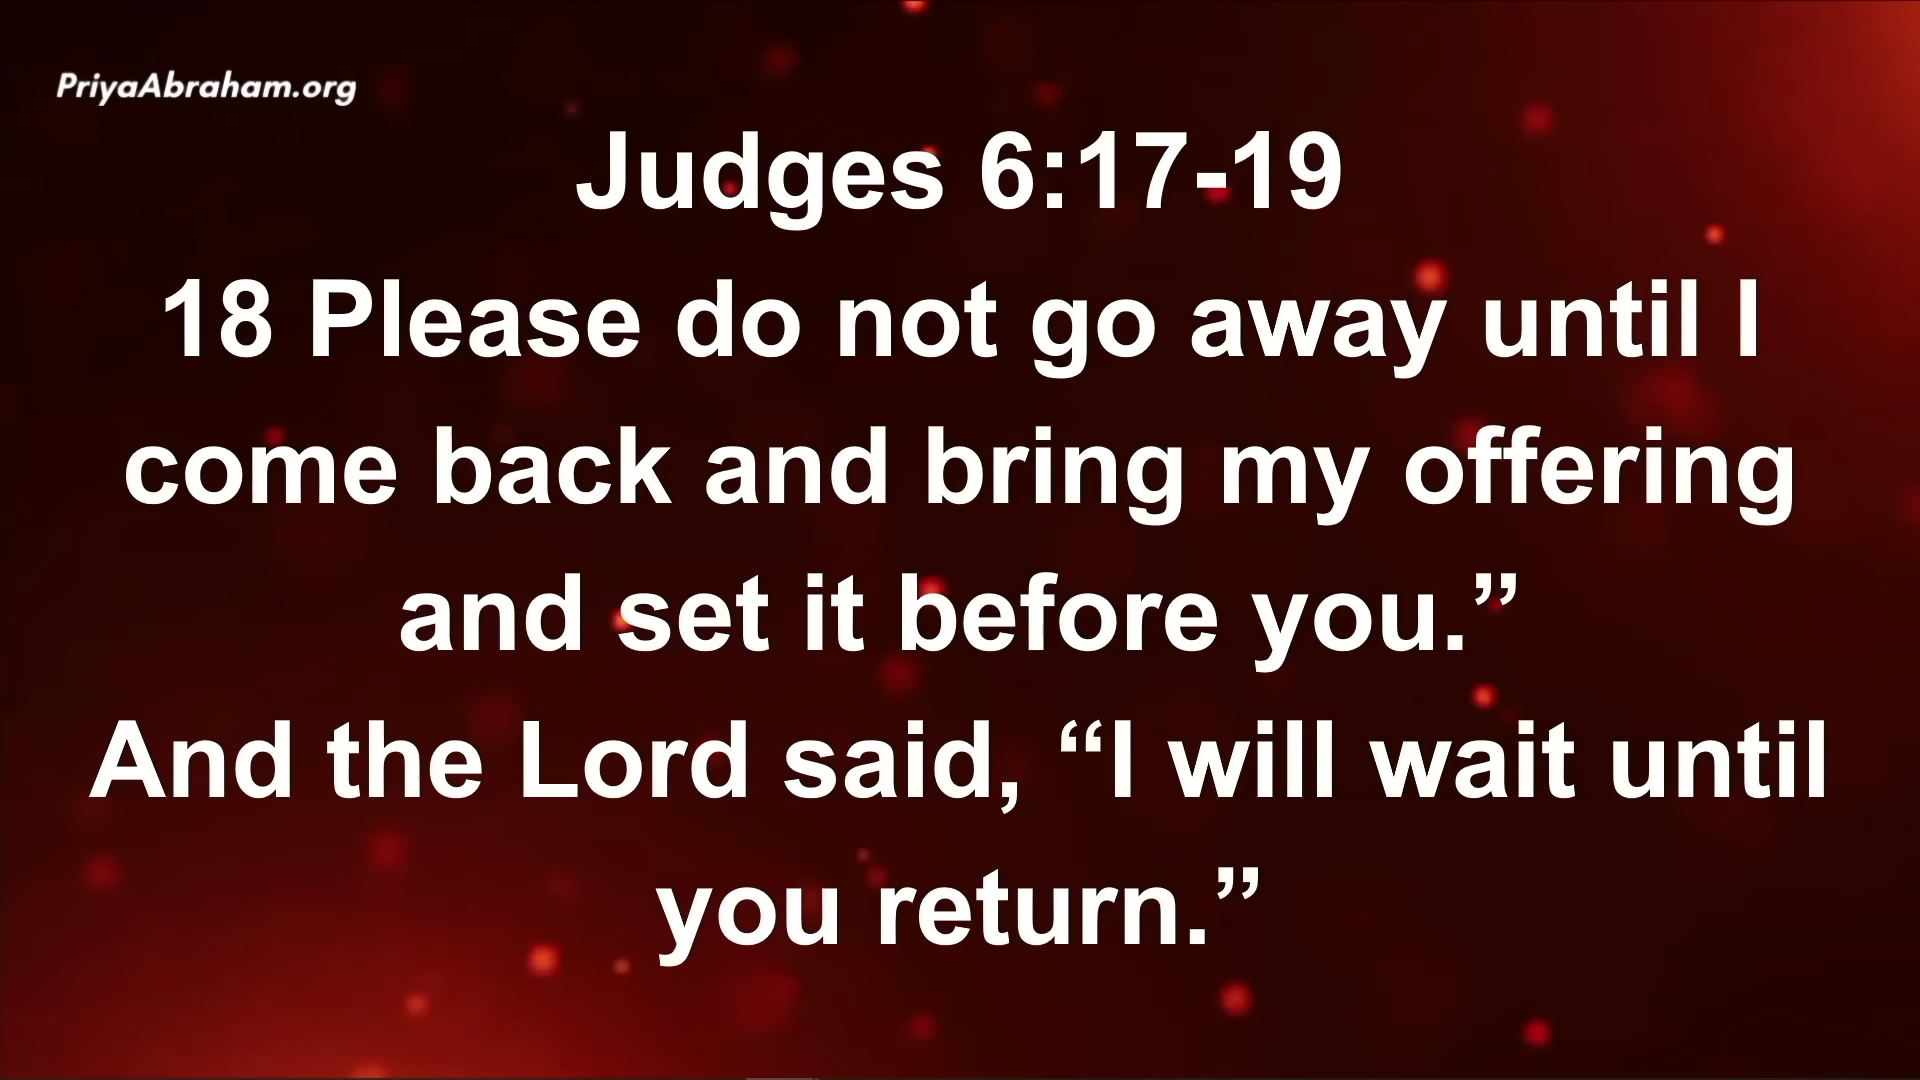 PriyaAbraham.org
Judges 6:17-19
18 Please do not go away until I
come back and bring my offering
and set it before you.”
And the Lord said, “I will wait until
you return.”